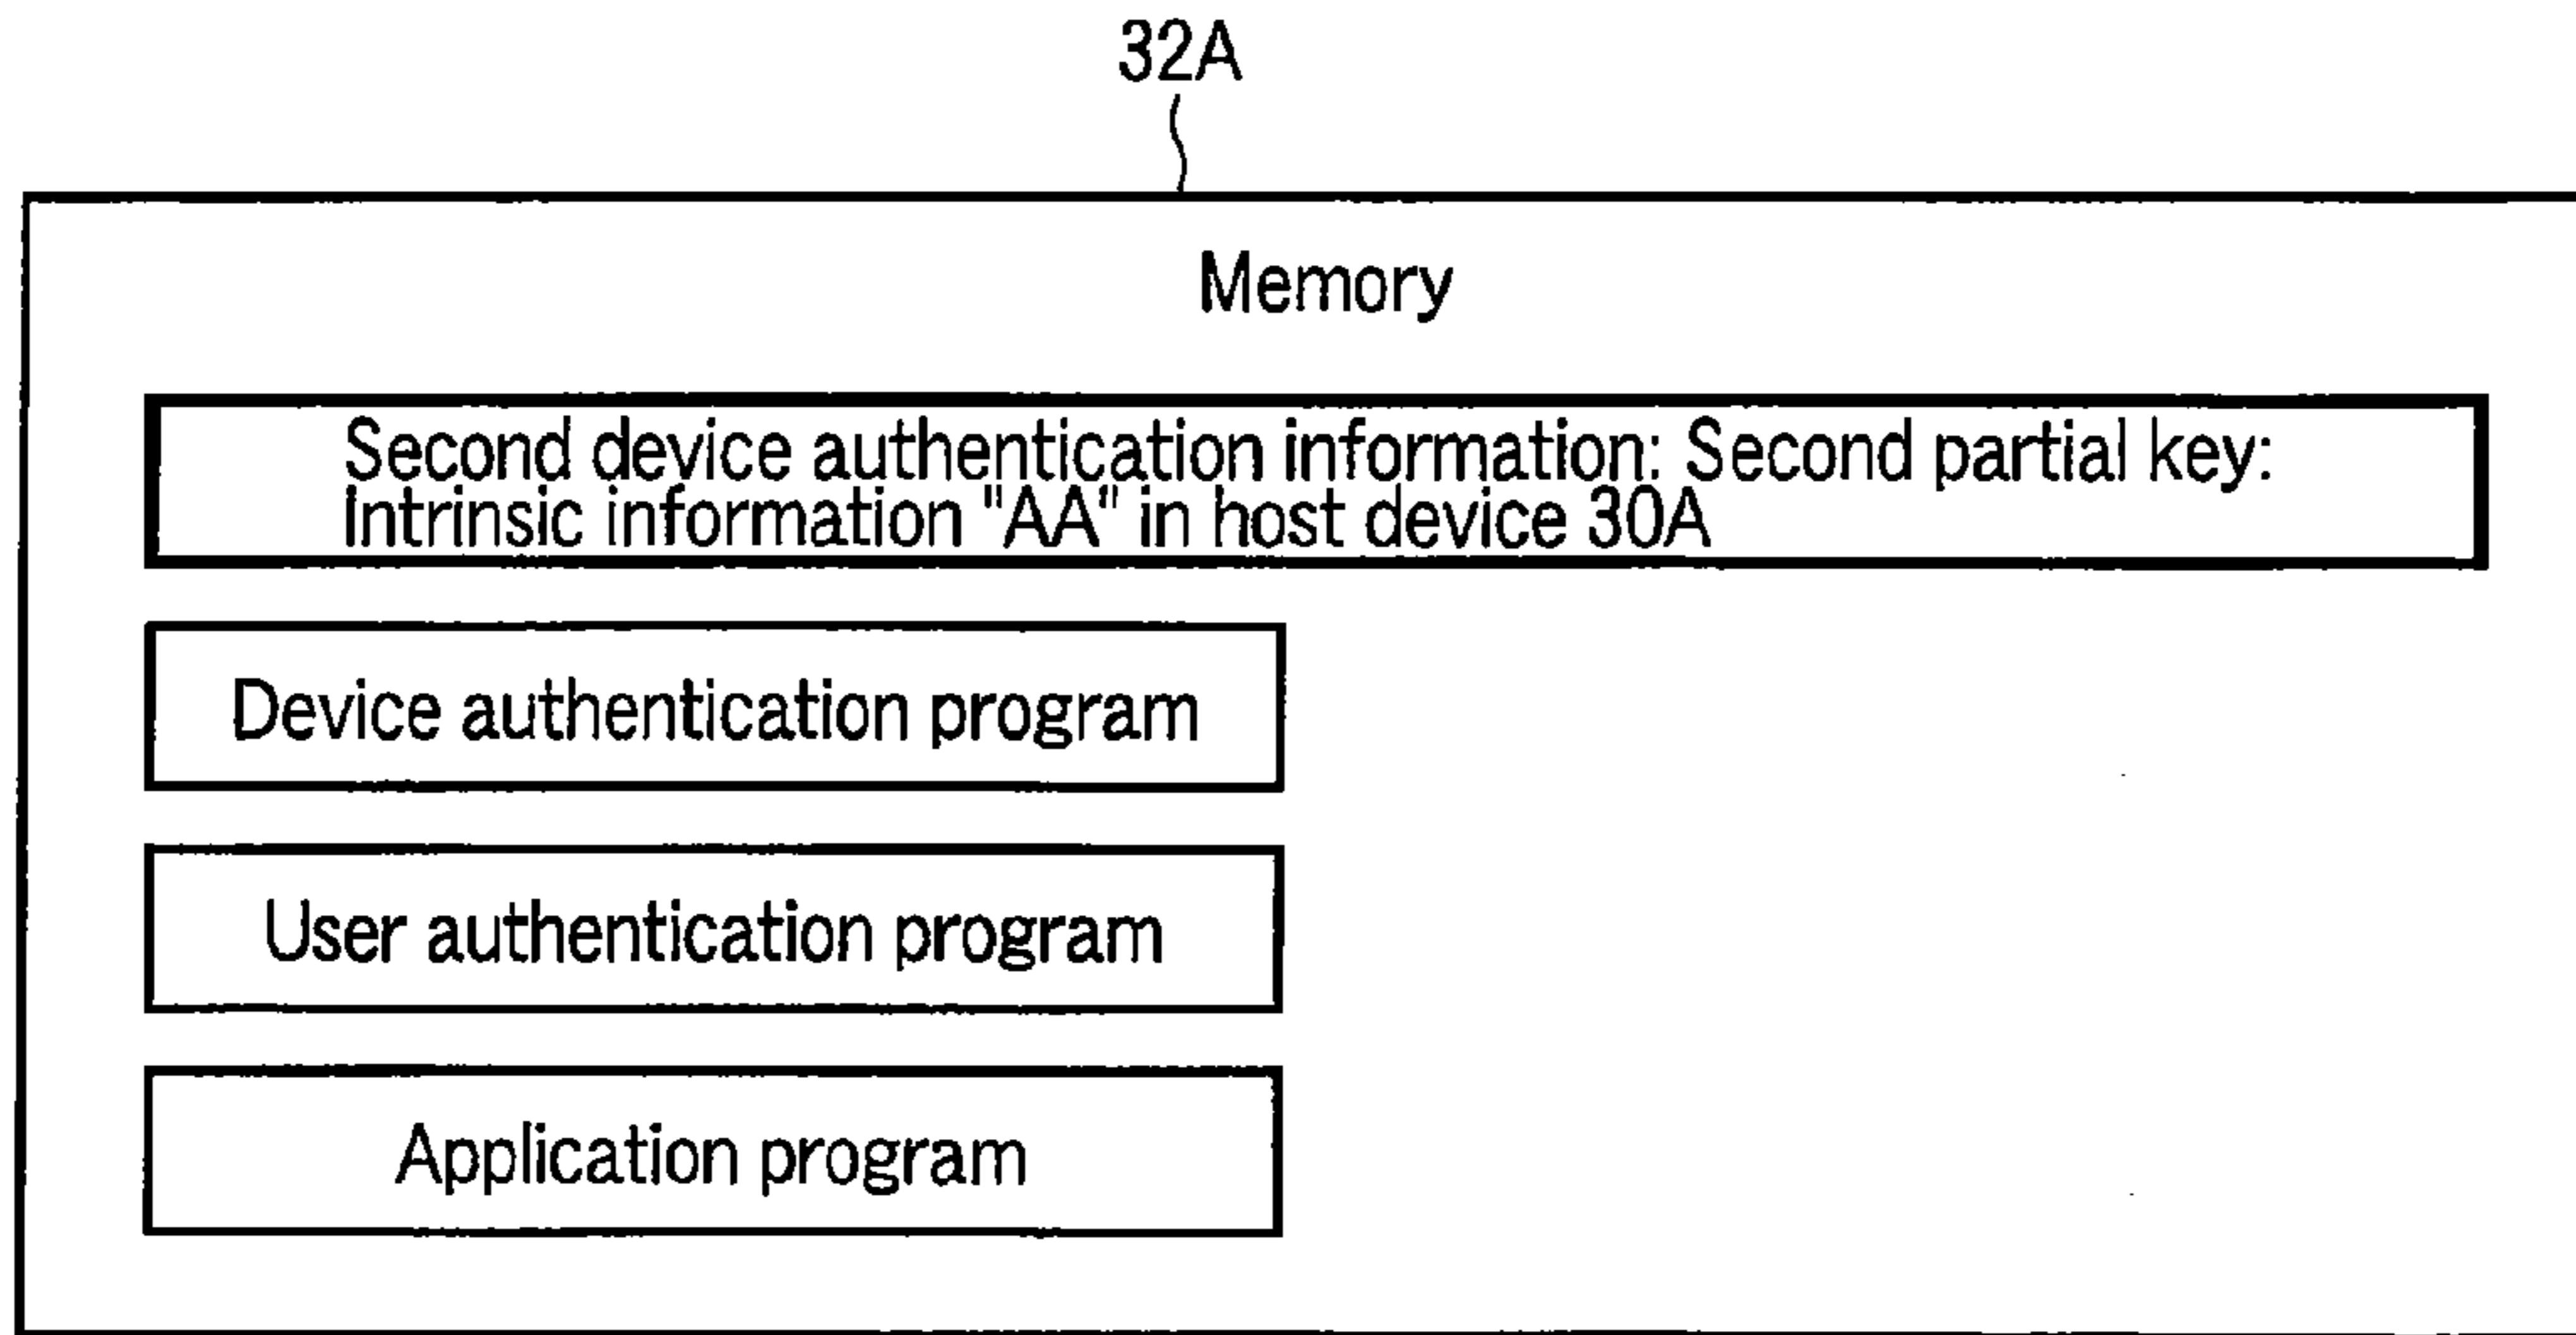 32A
Memory
Second device authentication information: Second partial key:
Intrinsic information "AA" in host device 30A
Device authentication program
User authentication program
Application program